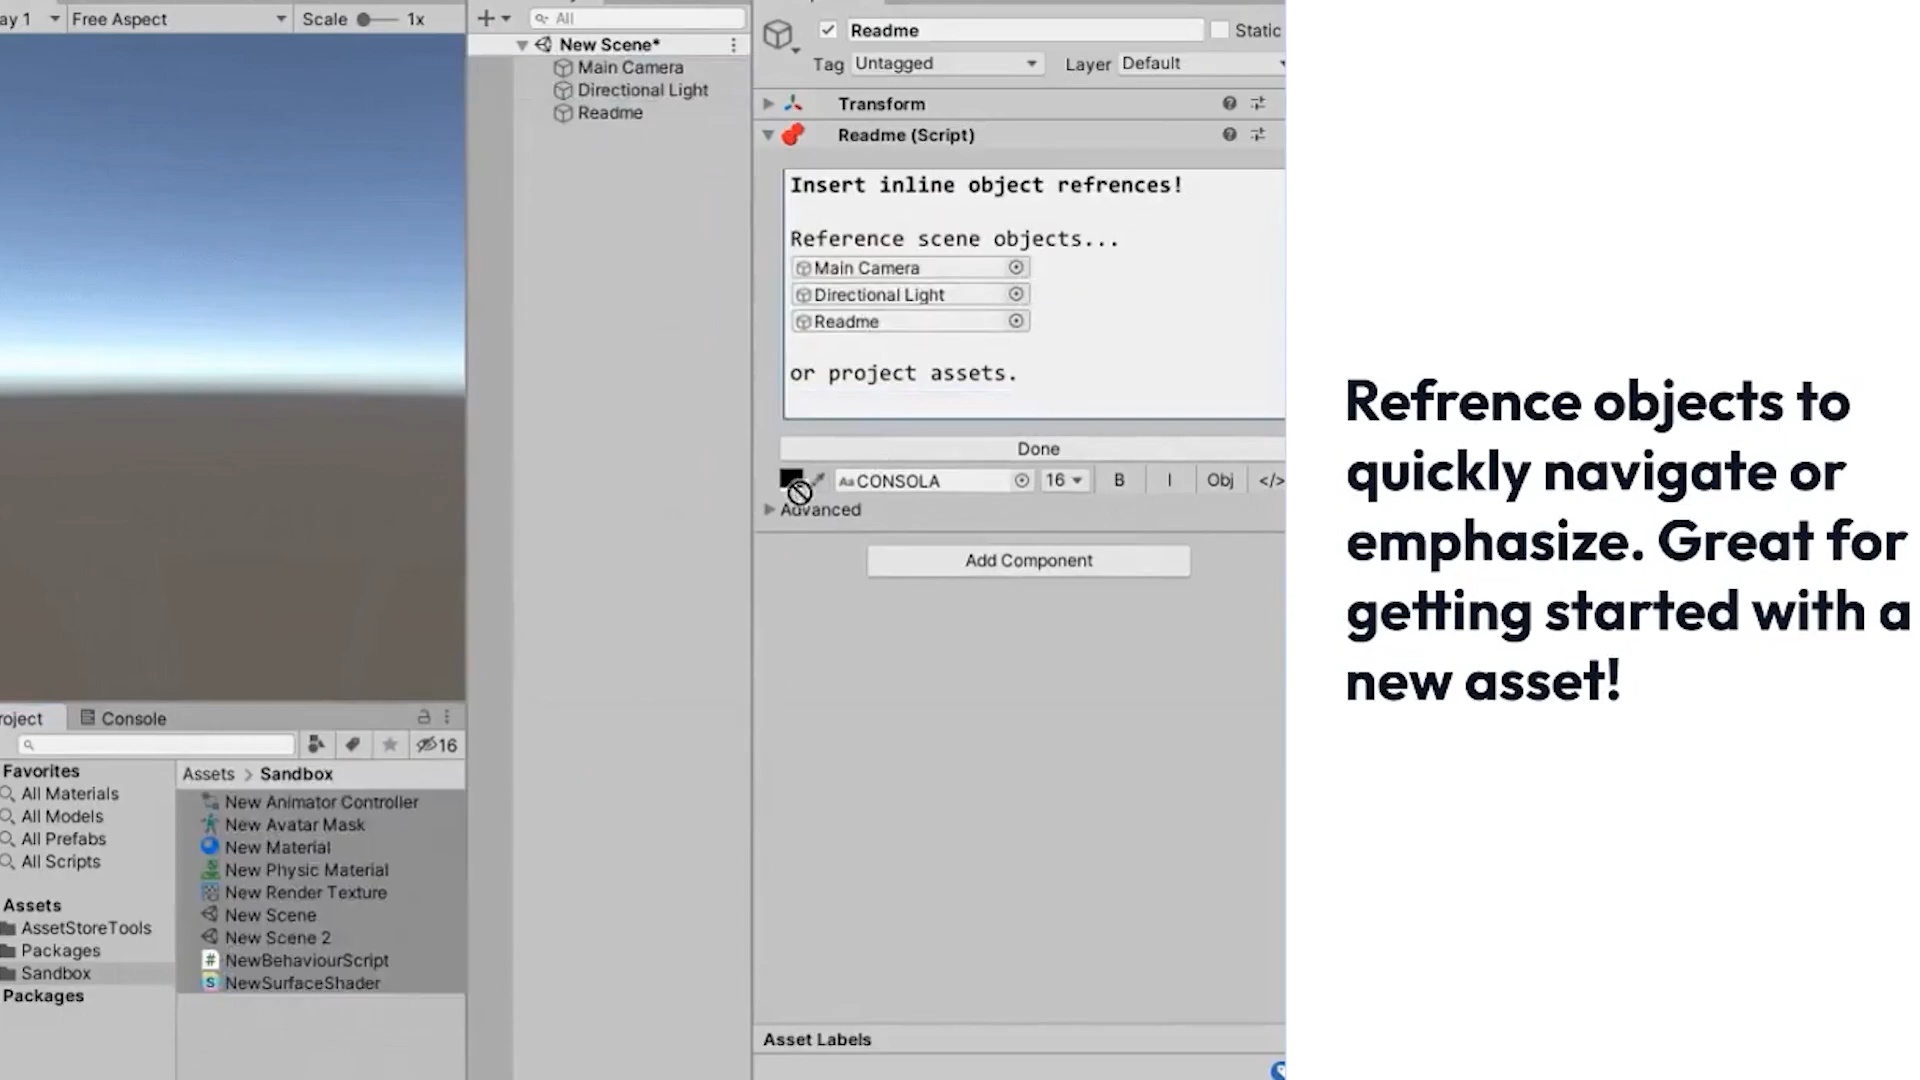 ay 1 Free Aspect Scale 1x
All
New Scene*
Main Camera
Directional Light
Readme
Readme Static
Tag Untagged Layer Default
Transform
Readme (Script)
Insert inline object refrences!
Reference scene objects...
Main Camera
Directional Light
Readme
or project assets.
Done
CONSOLA 16 B I Obj </>
Advanced
Add Component
Asset Labels
roject Console
16
Favorites
All Materials
All Models
All Prefabs
All Scripts
Assets
AssetStoreTools
Packages
Sandbox
Packages
Assets > Sandbox
New Animator Controller
New Avatar Mask
New Material
New Physic Material
New Render Texture
New Scene
New Scene 2
NewBehaviourScript
NewSurfaceShader
Refrence objects to
quickly navigate or
emphasize. Great for
getting started with a
new asset!